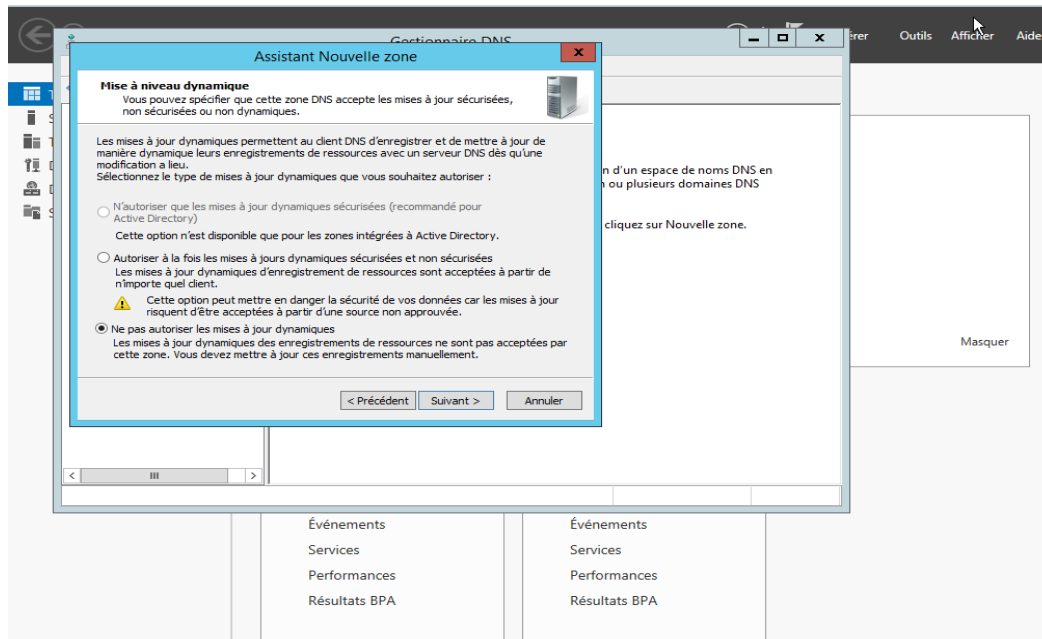 Gestionnaire DNS
Outils
Afficher
Aide
Assistant Nouvelle zone
Mise à niveau dynamique
Vous pouvez spécifier que cette zone DNS accepte les mises à jour sécurisées,
non sécurisées ou non dynamiques.
Les mises à jour dynamiques permettent au client DNS d'enregistrer et de mettre à jour de
manière dynamique leurs enregistrements de ressources avec un serveur DNS dès qu'une
modification a lieu.
Sélectionnez le type de mises à jour dynamiques que vous souhaitez autoriser :
N'autoriser que les mises à jour dynamiques sécurisées (recommandé pour
Active Directory)
Cette option n'est disponible que pour les zones intégrées à Active Directory.
Autoriser à la fois les mises à jours dynamiques sécurisées et non sécurisées
Les mises à jour dynamiques d'enregistrement de ressources sont acceptées à partir de
n'importe quel client.
Cette option peut mettre en danger la sécurité de vos données car les mises à jour
risquent d'être acceptées à partir d'une source non approuvée.
Ne pas autoriser les mises à jour dynamiques
Les mises à jour dynamiques des enregistrements de ressources ne sont pas acceptées par
cette zone. Vous devez mettre à jour ces enregistrements manuellement.
< Précédent
Suivant >
Annuler
d'un espace de noms DNS en
ou plusieurs domaines DNS
cliquez sur Nouvelle zone.
Masquer
Événements
Services
Performances
Résultats BPA
Événements
Services
Performances
Résultats BPA